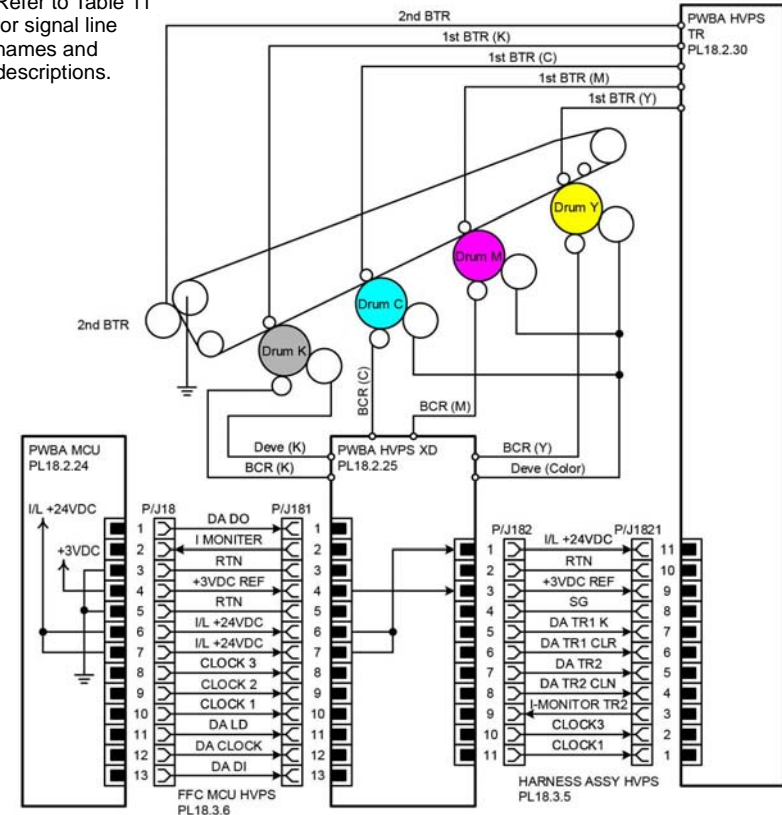 Refer to Table 11
or signal line
names and
descriptions.
2nd BTR
1st BTR (K)
1st BTR (C)
1st BTR (M)
1st BTR (Y)
PWBA HVPS
TR
PL18.2.30
Drum Y
Drum M
Drum C
Drum K
2nd BTR
BCR (C)
BCR (M)
Deve (K)
BCR (K)
BCR (Y)
Deve (Color)
PWBA MCU
PL18.2.24
PWBA HVPS XD
PL18.2.25
I/L +24VDC
+3VDC
P/J18
P/J181
1 DA DO 1
2 I MONITER 2
3 RTN 3
4 +3VDC REF 4
5 RTN 5
6 I/L +24VDC 6
7 I/L +24VDC 7
8 CLOCK 3 8
9 CLOCK 2 9
10 CLOCK 1 10
11 DA LD 11
12 DA CLOCK 12
13 DA DI 13
FFC MCU HVPS
PL18.3.6
P/J182
P/J1821
1 I/L +24VDC 11
2 RTN 10
3 +3VDC REF 9
4 SG 8
5 DA TR1 K 7
6 DA TR1 CLR 6
7 DA TR2 5
8 DA TR2 CLN 4
9 I-MONITOR TR2 3
10 CLOCK3 2
11 CLOCK1 1
HARNESS ASSY HVPS
PL18.3.5